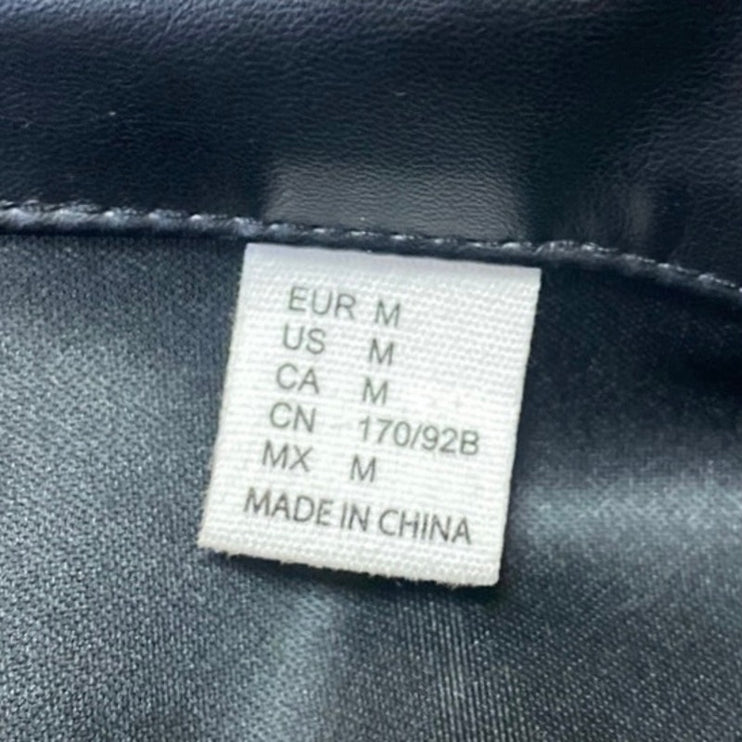 EUR M
US M
CA M
CN 170/92B
MX M
MADE IN CHINA